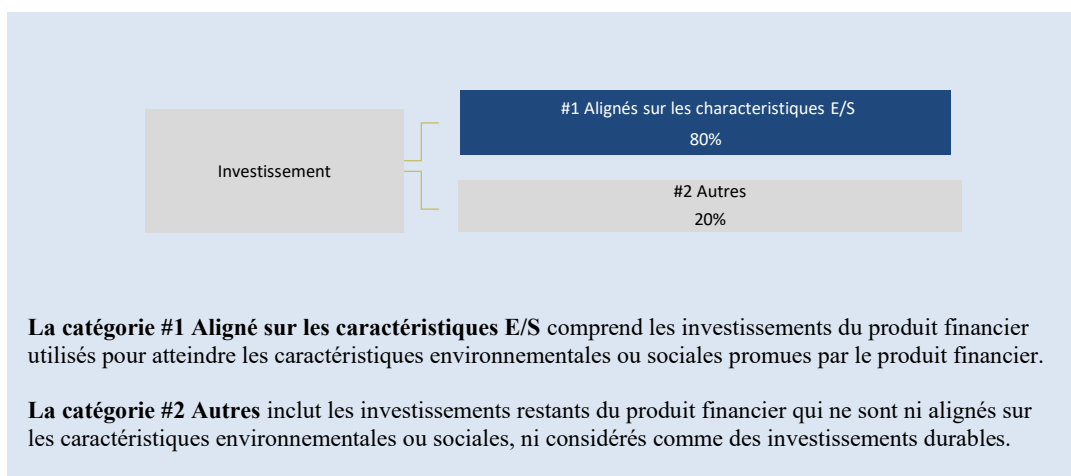 #1 Alignés sur les characteristiques E/S
80%
Investissement
#2 Autres
20%
La catégorie #1 Aligné sur les caractéristiques E/S comprend les investissements du produit financier
utilisés pour atteindre les caractéristiques environnementales ou sociales promues par le produit financier.
La catégorie #2 Autres inclut les investissements restants du produit financier qui ne sont ni alignés sur
les caractéristiques environnementales ou sociales, ni considérés comme des investissements durables.